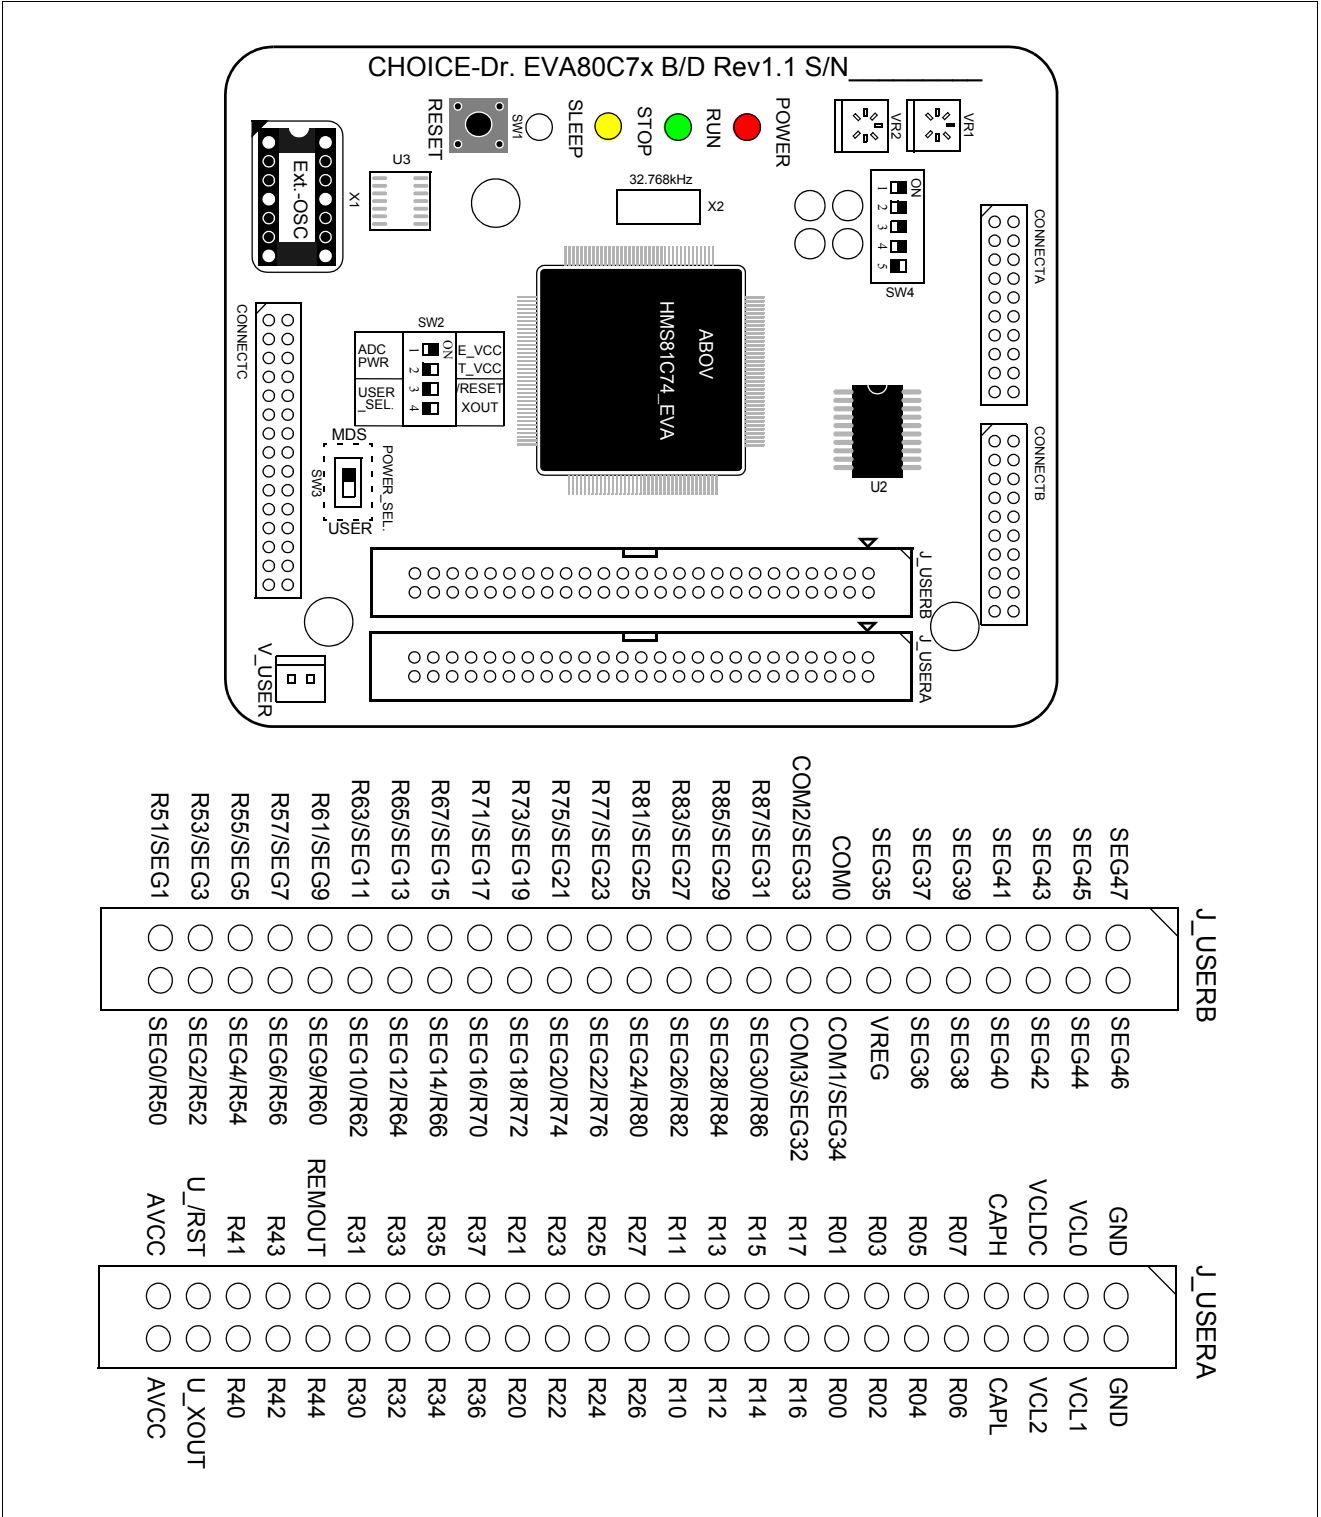 CHOICE-Dr. EVA80C7x B/D Rev1.1 S/N__________
RESET
SW1
SLEEP
STOP
RUN
POWER
VR2
VR1
Ext.-OSC
X1
U3
32.768kHz
X2
ON
1
2
3
4
5
SW4
CONNECTA
CONNECTC
SW2
ADC
PWR
USER
_SEL.
ON
1
2
3
4
E_VCC
T_VCC
/RESET
XOUT
ABOV
HMS81C74_EVA
U2
CONNECTB
MDS
SW3
POWER_SEL.
USER
J_USERB
J_USERA
V_USER
R51/SEG1
R53/SEG3
R55/SEG5
R57/SEG7
R61/SEG9
R63/SEG11
R65/SEG13
R67/SEG15
R71/SEG17
R73/SEG19
R75/SEG21
R77/SEG23
R81/SEG25
R83/SEG27
R85/SEG29
R87/SEG31
COM2/SEG33
COM0
SEG35
SEG37
SEG39
SEG41
SEG43
SEG45
SEG47
J_USERB
SEG0/R50
SEG2/R52
SEG4/R54
SEG6/R56
SEG9/R60
SEG10/R62
SEG12/R64
SEG14/R66
SEG16/R70
SEG18/R72
SEG20/R74
SEG22/R76
SEG24/R80
SEG26/R82
SEG28/R84
SEG30/R86
COM3/SEG32
COM1/SEG34
VREG
SEG36
SEG38
SEG40
SEG42
SEG44
SEG46
AVCC
U_/RST
R41
R43
REMOUT
R31
R33
R35
R37
R21
R23
R25
R27
R11
R13
R15
R17
R01
R03
R05
R07
CAPH
VCLDC
VCL0
GND
J_USERA
AVCC
U_XOUT
R40
R42
R44
R30
R32
R34
R36
R20
R22
R24
R26
R10
R12
R14
R16
R00
R02
R04
R06
CAPL
VCL2
VCL1
GND